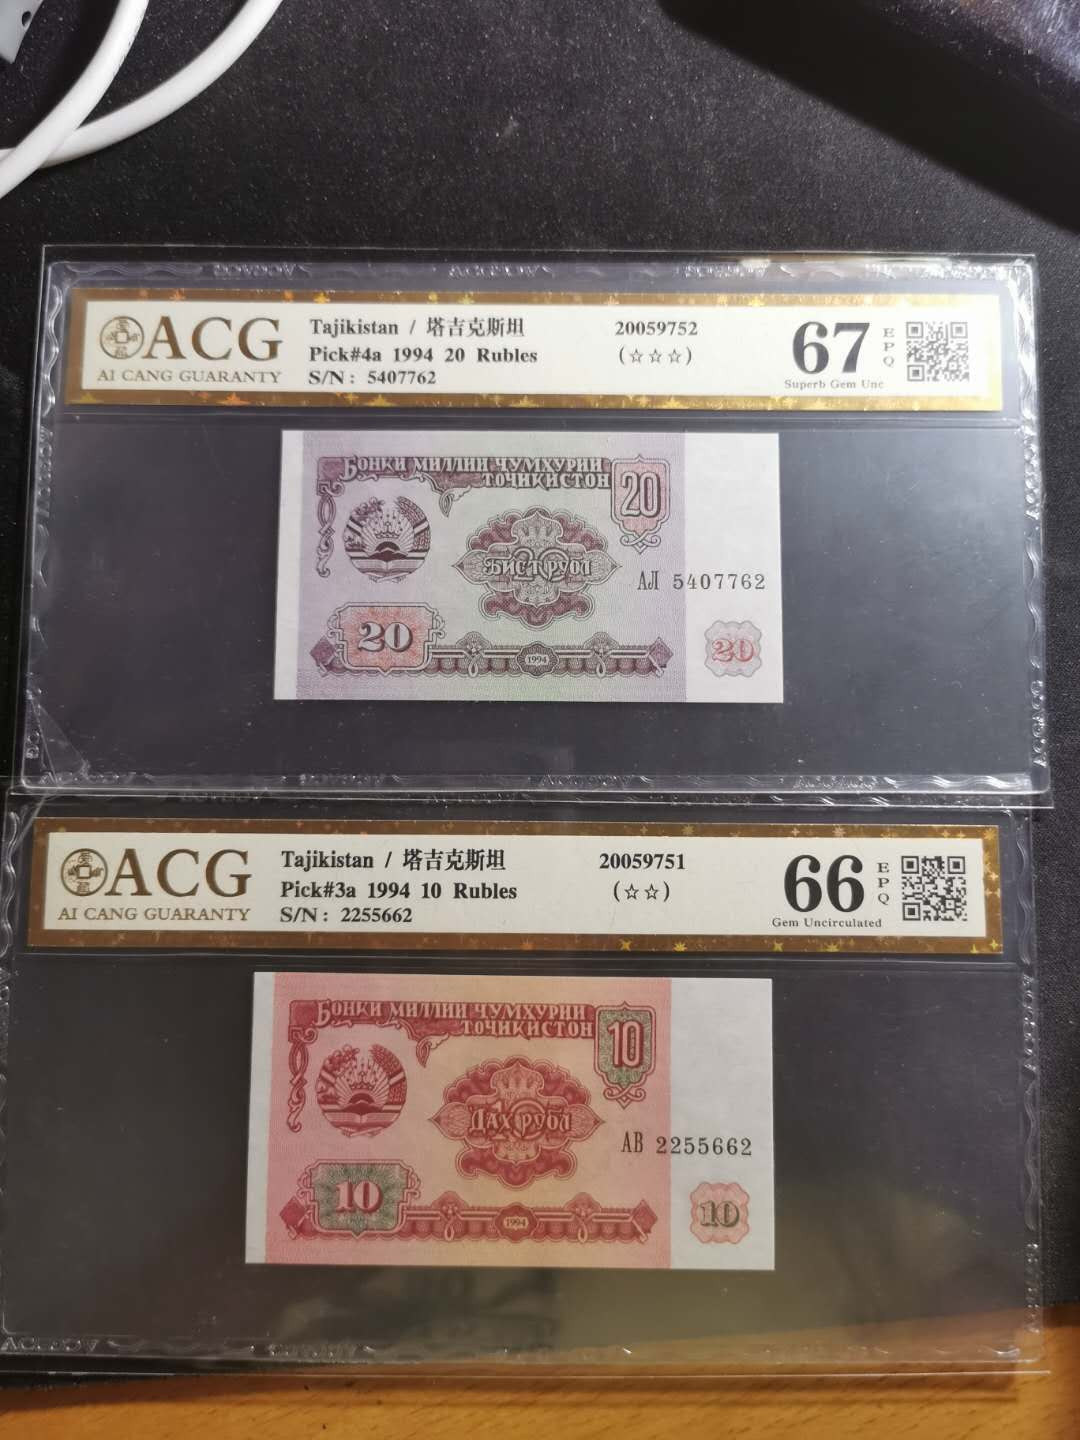 ACG
AI CANG GUARANTY
Tajikistan / 塔吉克斯坦
Pick#4a 1994 20 Rubles
S/N: 5407762
20059752
(☆☆☆)
67
EPQ
Superb Gem Unc
БОНКИ МИЛЛИИ ҶУМҲУРИИ
ТОҶИКИСТОН
20
20
БИСТ РУБЛ
АЛ 5407762
20
1994
20
ACG
AI CANG GUARANTY
Tajikistan / 塔吉克斯坦
Pick#3a 1994 10 Rubles
S/N: 2255662
20059751
(☆☆)
66
EPQ
Gem Uncirculated
БОНКИ МИЛЛИИ ҶУМҲУРИИ
ТОҶИКИСТОН
10
10
ДАҲ РУБЛ
АВ 2255662
10
1994
10